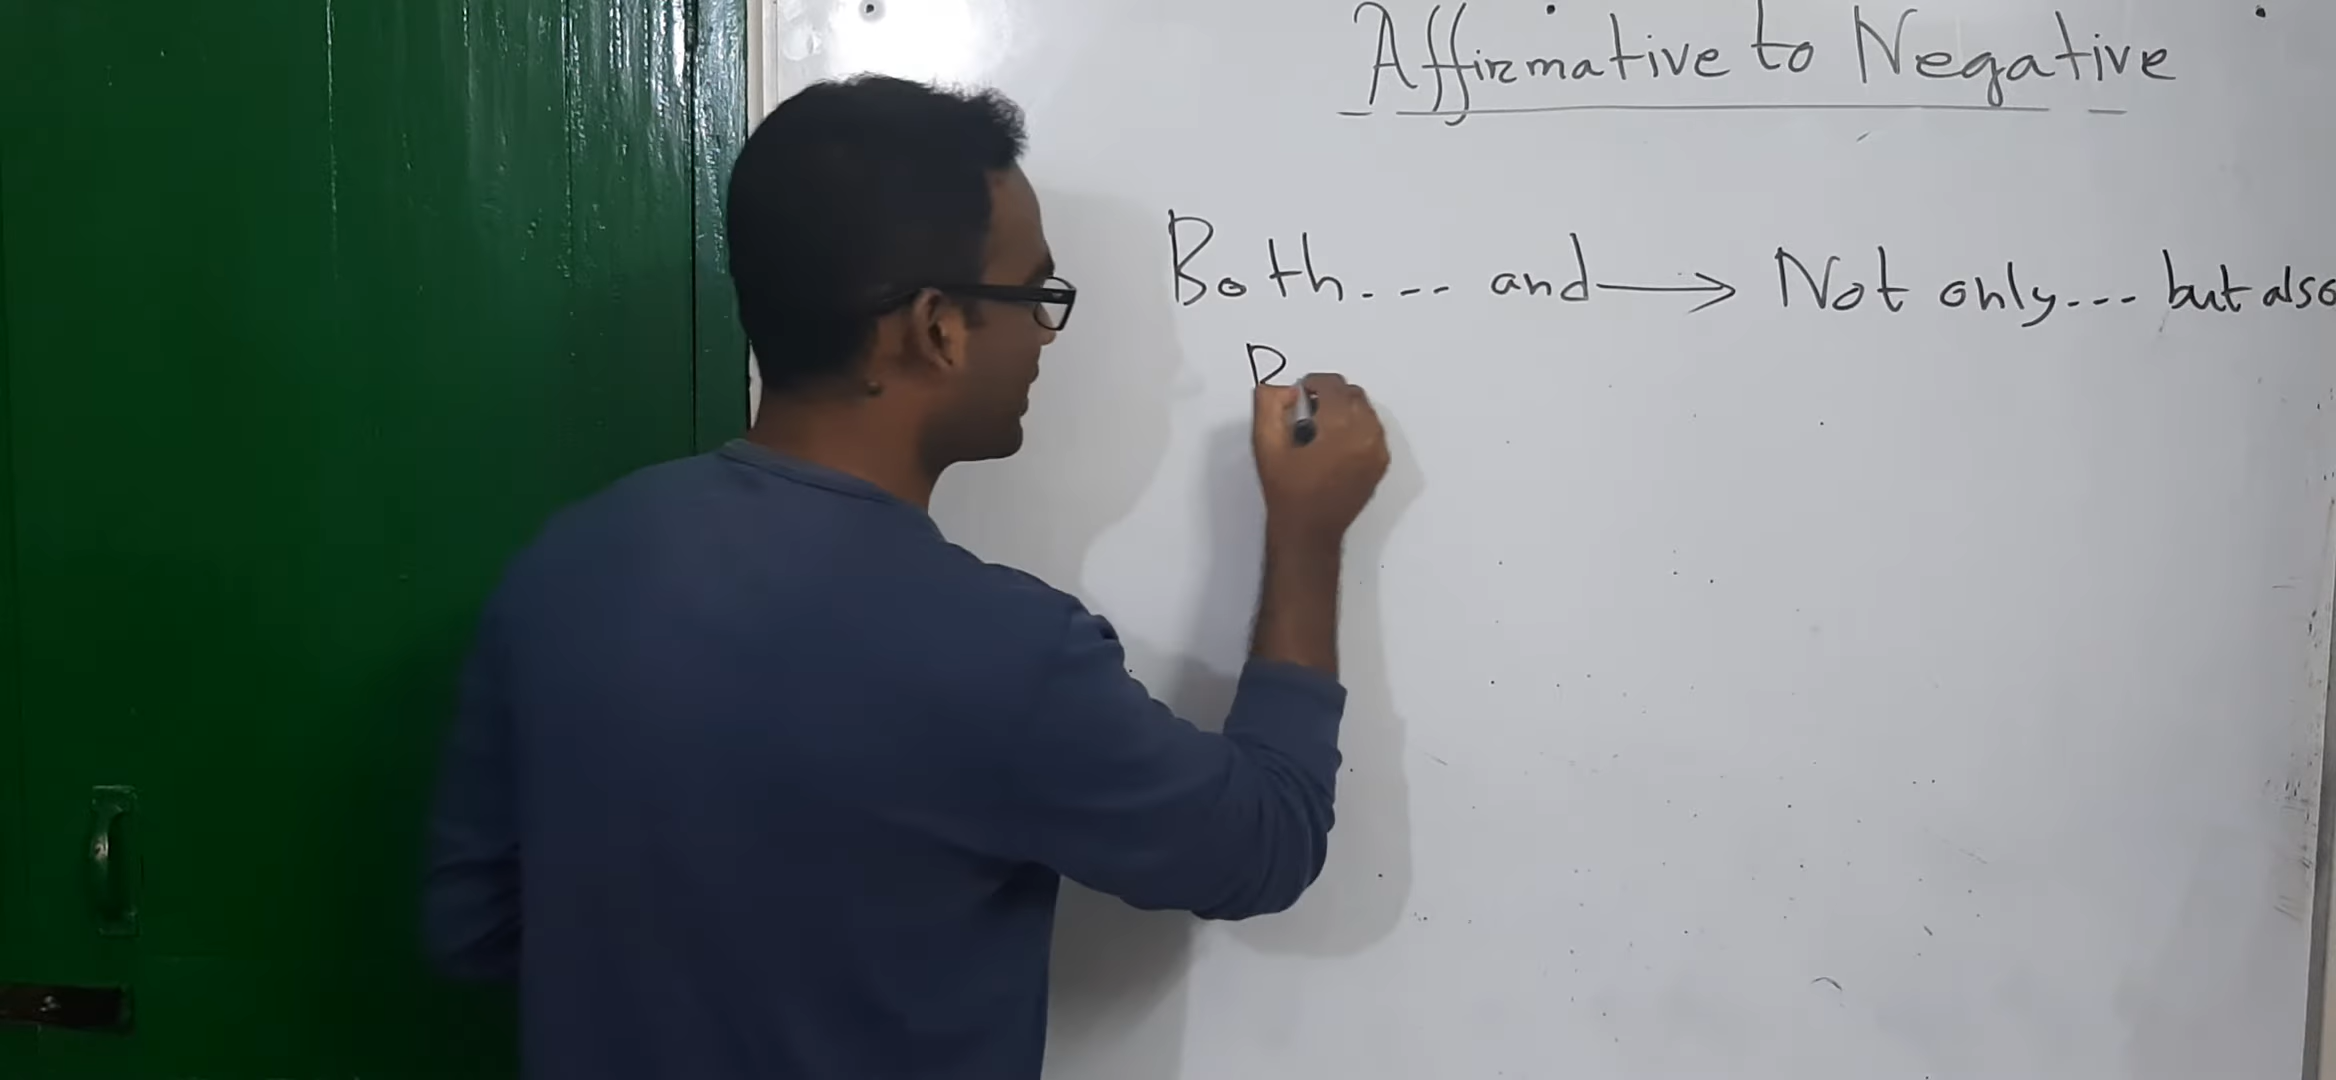 Affirmative to Negative
Both... and → Not only... but also
B